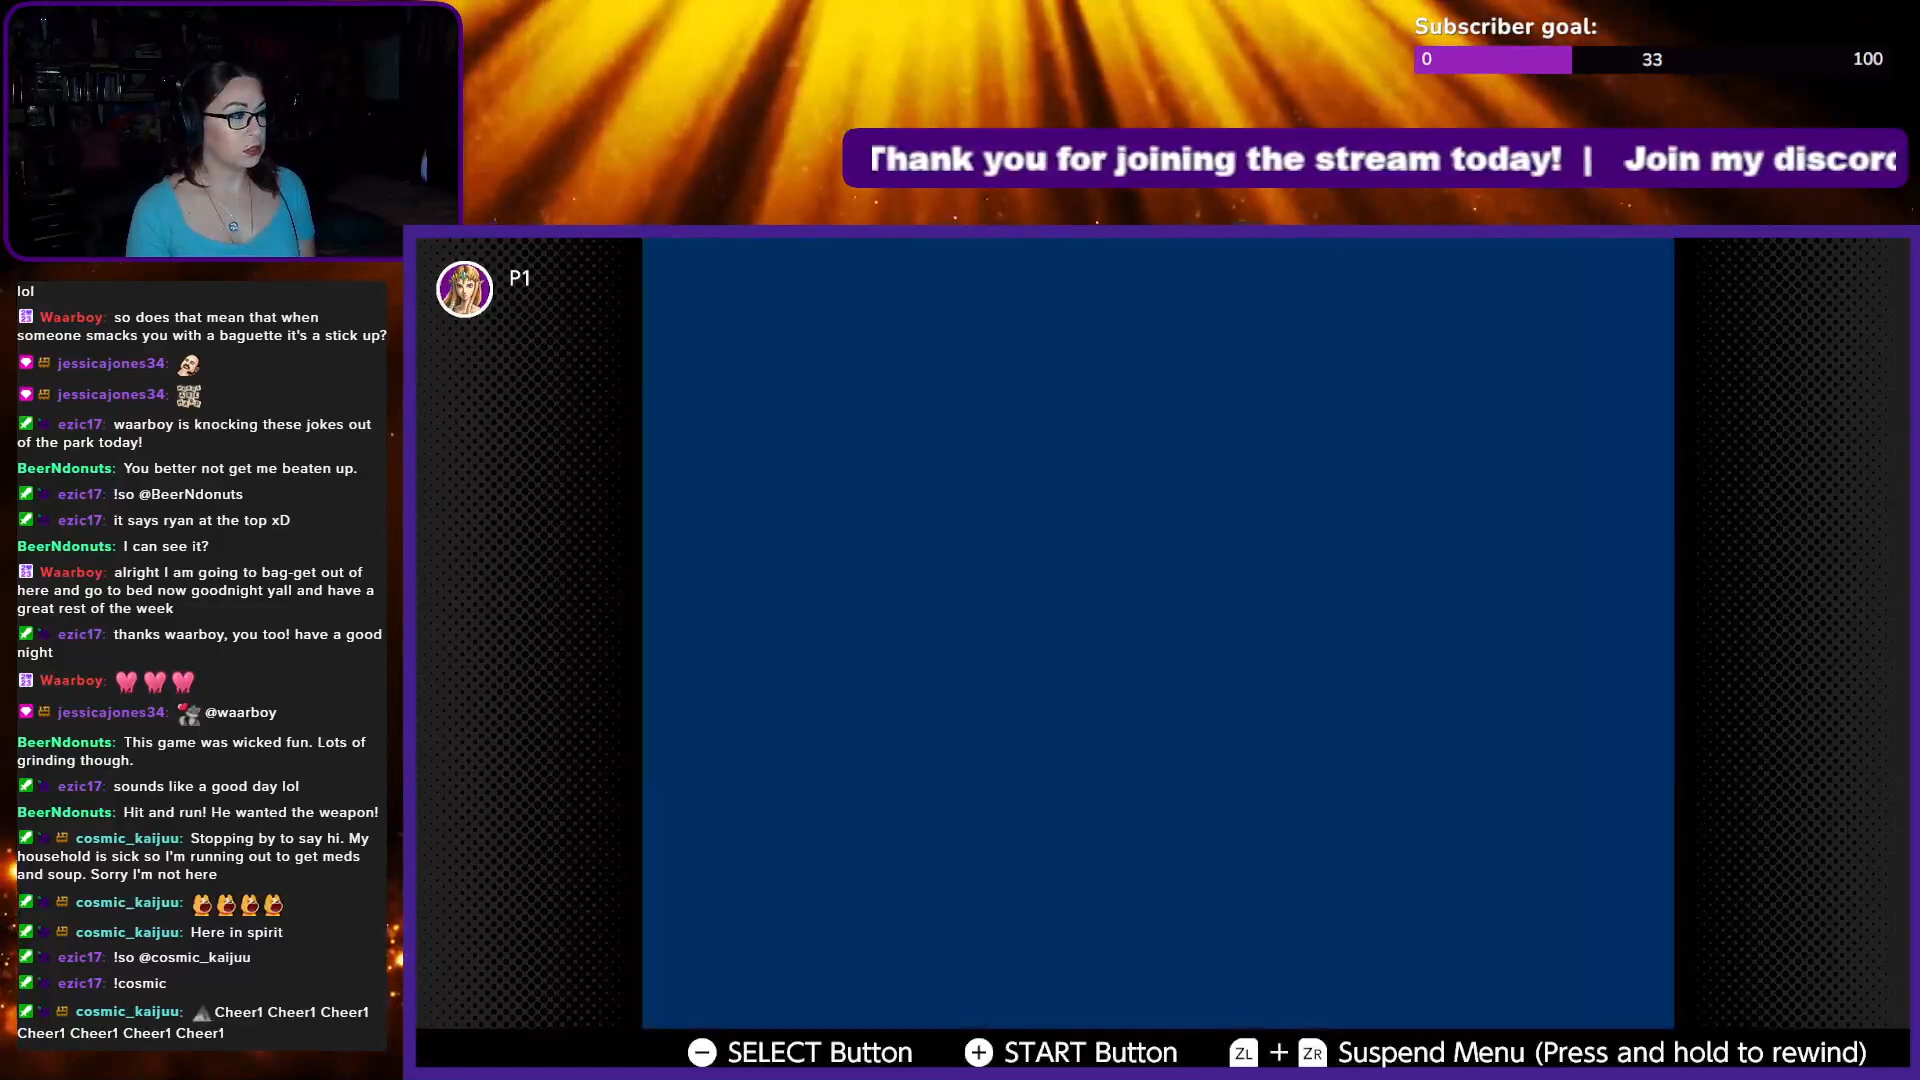 Subscriber goal:
0 33 100
Thank you for joining the stream today! | Join my discord
P1
lol
Waarboy: so does that mean that when
someone smacks you with a baguette it's a stick up?
jessicajones34:
jessicajones34:
ezic17: waarboy is knocking these jokes out
of the park today!
BeerNdonuts: You better not get me beaten up.
ezic17: !so @BeerNdonuts
ezic17: it says ryan at the top xD
BeerNdonuts: I can see it?
Waarboy: alright I am going to bag-get out of
here and go to bed now goodnight yall and have a
great rest of the week
ezic17: thanks waarboy, you too! have a good
night
Waarboy:
jessicajones34: @waarboy
BeerNdonuts: This game was wicked fun. Lots of
grinding though.
ezic17: sounds like a good day lol
BeerNdonuts: Hit and run! He wanted the weapon!
cosmic_kaijuu: Stopping by to say hi. My
household is sick so I'm running out to get meds
and soup. Sorry I'm not here
cosmic_kaijuu:
cosmic_kaijuu: Here in spirit
ezic17: !so @cosmic_kaijuu
ezic17: !cosmic
cosmic_kaijuu: Cheer1 Cheer1 Cheer1
Cheer1 Cheer1 Cheer1 Cheer1
SELECT Button START Button ZL + ZR Suspend Menu (Press and hold to rewind)